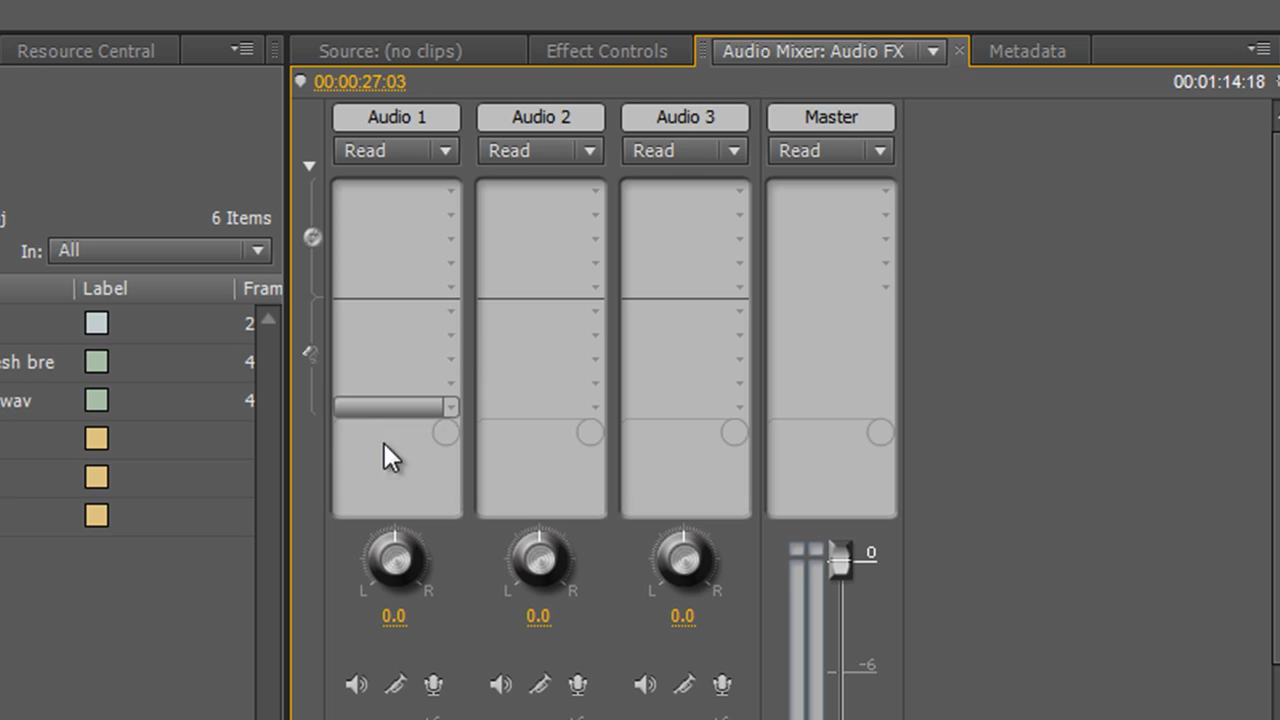 Resource Central
Source: (no clips)
Effect Controls
Audio Mixer: Audio FX
Metadata
00:00:27:03
00:01:14:18
j
6 Items
In:
All
Label
Fram
2
esh bre
4
wav
4
Audio 1
Audio 2
Audio 3
Master
Read
Read
Read
Read
L
R
L
R
L
R
0.0
0.0
0.0
0
-6